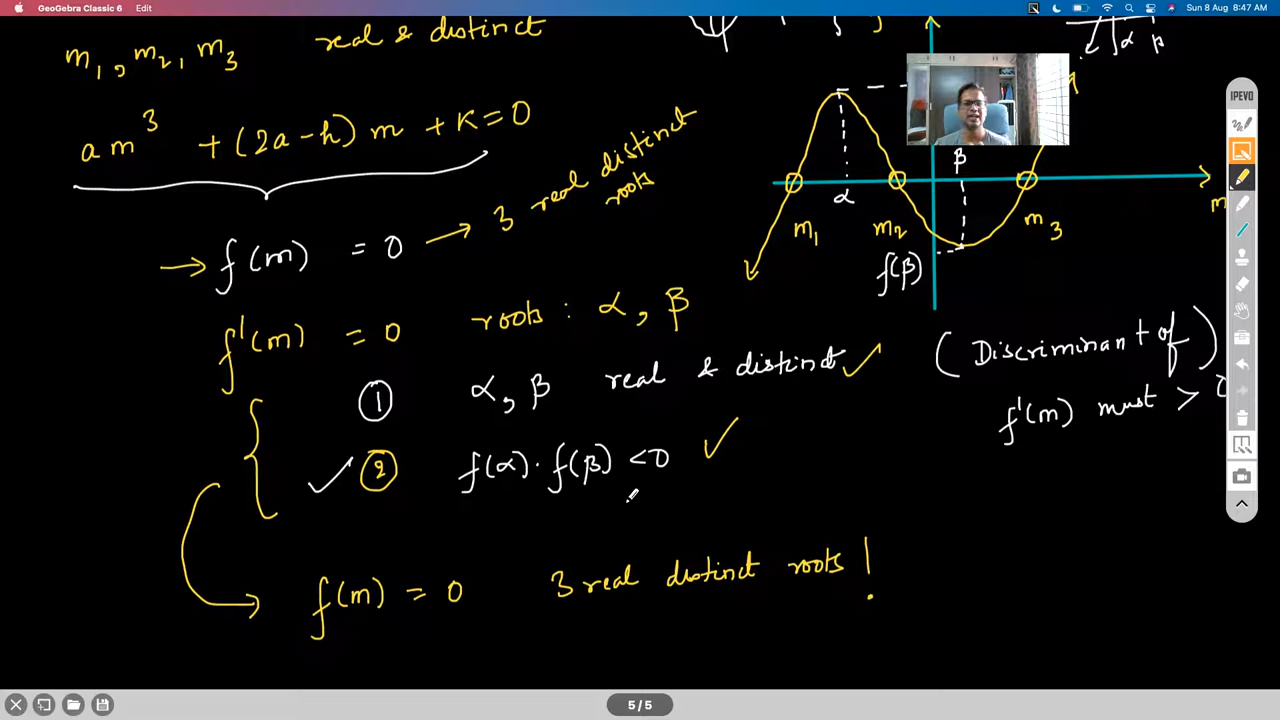 GeoGebra Classic 6 Edit
Sun 8 Aug 8:47 AM
m₁, m₂, m₃ real & distinct
am³ + (2a-h) m + K = 0
f(m) = 0 → 3 real distinct roots
f'(m) = 0 roots : α, β
① α, β real & distinct ✓
(Discriminant of f'(m) must > 0
✓ ② f(α)·f(β) <0 ✓
f(m) = 0 3 real distinct roots !
α β
β
α
m₁ m₂ m₃
m
f(β)
IPEVO
5/5